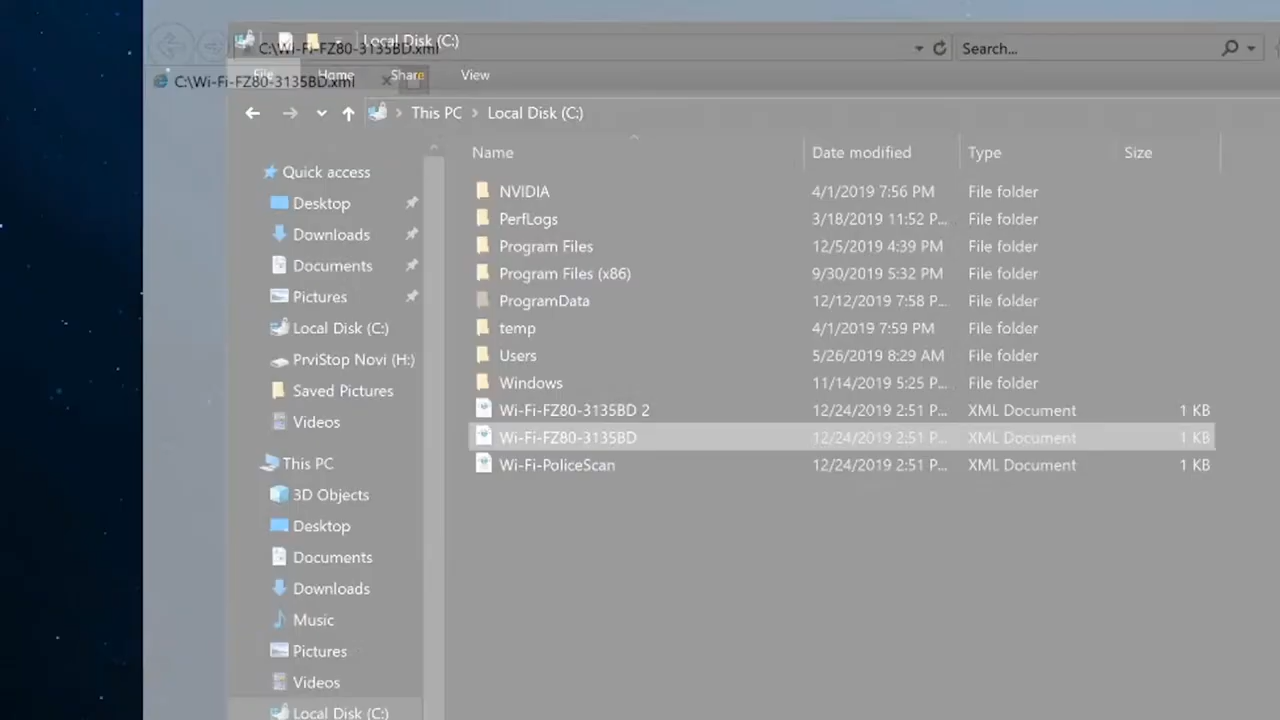 Local Disk (C:)
C:\Wi-Fi-FZ80-3135BD.xml
Search...
C:\Wi-Fi-FZ80-3135BD.xml
File Home Share View
This PC Local Disk (C:)
Name Date modified Type Size
Quick access
Desktop
Downloads
Documents
Pictures
Local Disk (C:)
PrviStop Novi (H:)
Saved Pictures
Videos
This PC
3D Objects
Desktop
Documents
Downloads
Music
Pictures
Videos
Local Disk (C:)
NVIDIA 4/1/2019 7:56 PM File folder
PerfLogs 3/18/2019 11:52 P... File folder
Program Files 12/5/2019 4:39 PM File folder
Program Files (x86) 9/30/2019 5:32 PM File folder
ProgramData 12/12/2019 7:58 P... File folder
temp 4/1/2019 7:59 PM File folder
Users 5/26/2019 8:29 AM File folder
Windows 11/14/2019 5:25 P... File folder
Wi-Fi-FZ80-3135BD 2 12/24/2019 2:51 P... XML Document 1 KB
Wi-Fi-FZ80-3135BD 12/24/2019 2:51 P... XML Document 1 KB
Wi-Fi-PoliceScan 12/24/2019 2:51 P... XML Document 1 KB